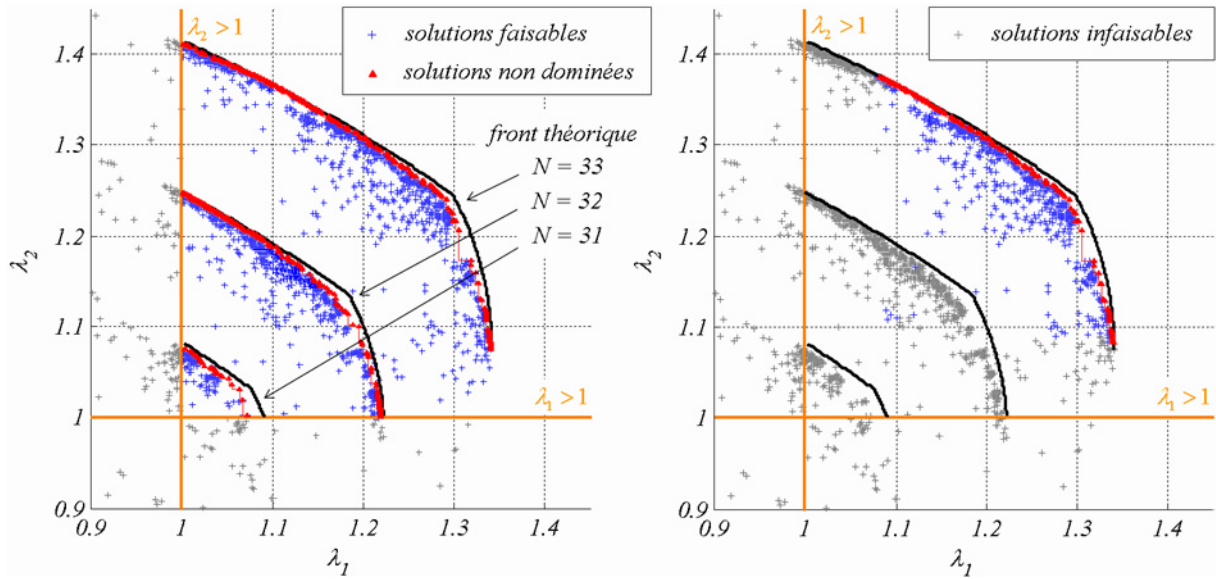 λ₂ > 1
solutions faisables
solutions non dominées
front théorique
N = 33
N = 32
N = 31
λ₁ > 1
1.4
1.3
1.2
1.1
1
0.9
λ₂
0.9
1
1.1
1.2
1.3
1.4
λ₁
λ₂ > 1
solutions infaisables
λ₁ > 1
1.4
1.3
1.2
1.1
1
0.9
λ₂
0.9
1
1.1
1.2
1.3
1.4
λ₁